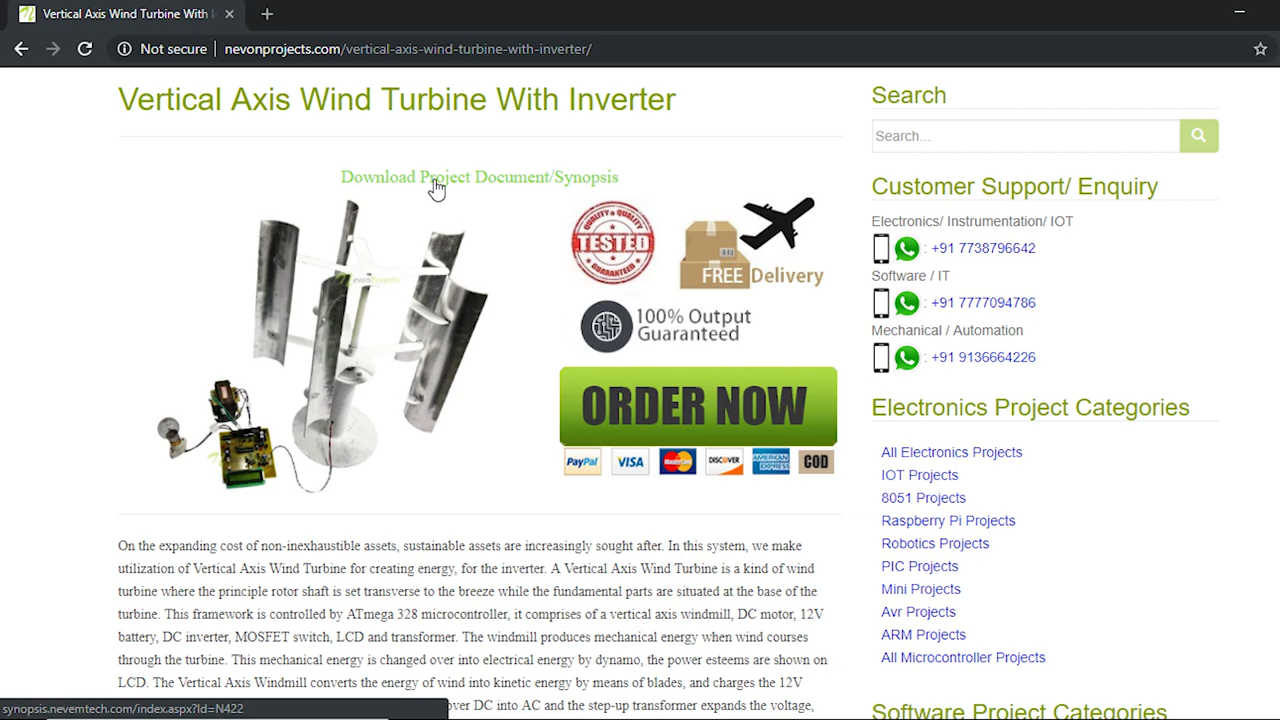 Vertical Axis Wind Turbine With I
Not secure
nevonprojects.com/vertical-axis-wind-turbine-with-inverter/
Vertical Axis Wind Turbine With Inverter
Download Project Document/Synopsis
QUALITY QUALITY
TESTED
GUARANTEED
FREE Delivery
100% Output
Guaranteed
ORDER NOW
PayPal VISA MasterCard DISCOVER AMERICAN EXPRESS COD
On the expanding cost of non-inexhaustible assets, sustainable assets are increasingly sought after. In this system, we make
utilization of Vertical Axis Wind Turbine for creating energy, for the inverter. A Vertical Axis Wind Turbine is a kind of wind
turbine where the principle rotor shaft is set transverse to the breeze while the fundamental parts are situated at the base of the
turbine. This framework is controlled by ATmega 328 microcontroller, it comprises of a vertical axis windmill, DC motor, 12V
battery, DC inverter, MOSFET switch, LCD and transformer. The windmill produces mechanical energy when wind courses
through the turbine. This mechanical energy is changed over into electrical energy by dynamo, the power esteems are shown on
LCD. The Vertical Axis Windmill converts the energy of wind into kinetic energy by means of blades, and charges the 12V
over DC into AC and the step-up transformer expands the voltage,
synopsis.nevemtech.com/index.aspx?Id=N422
Search
Search...
Customer Support/ Enquiry
Electronics/ Instrumentation/ IOT
: +91 7738796642
Software / IT
: +91 7777094786
Mechanical / Automation
: +91 9136664226
Electronics Project Categories
All Electronics Projects
IOT Projects
8051 Projects
Raspberry Pi Projects
Robotics Projects
PIC Projects
Mini Projects
Avr Projects
ARM Projects
All Microcontroller Projects
Software Project Categories